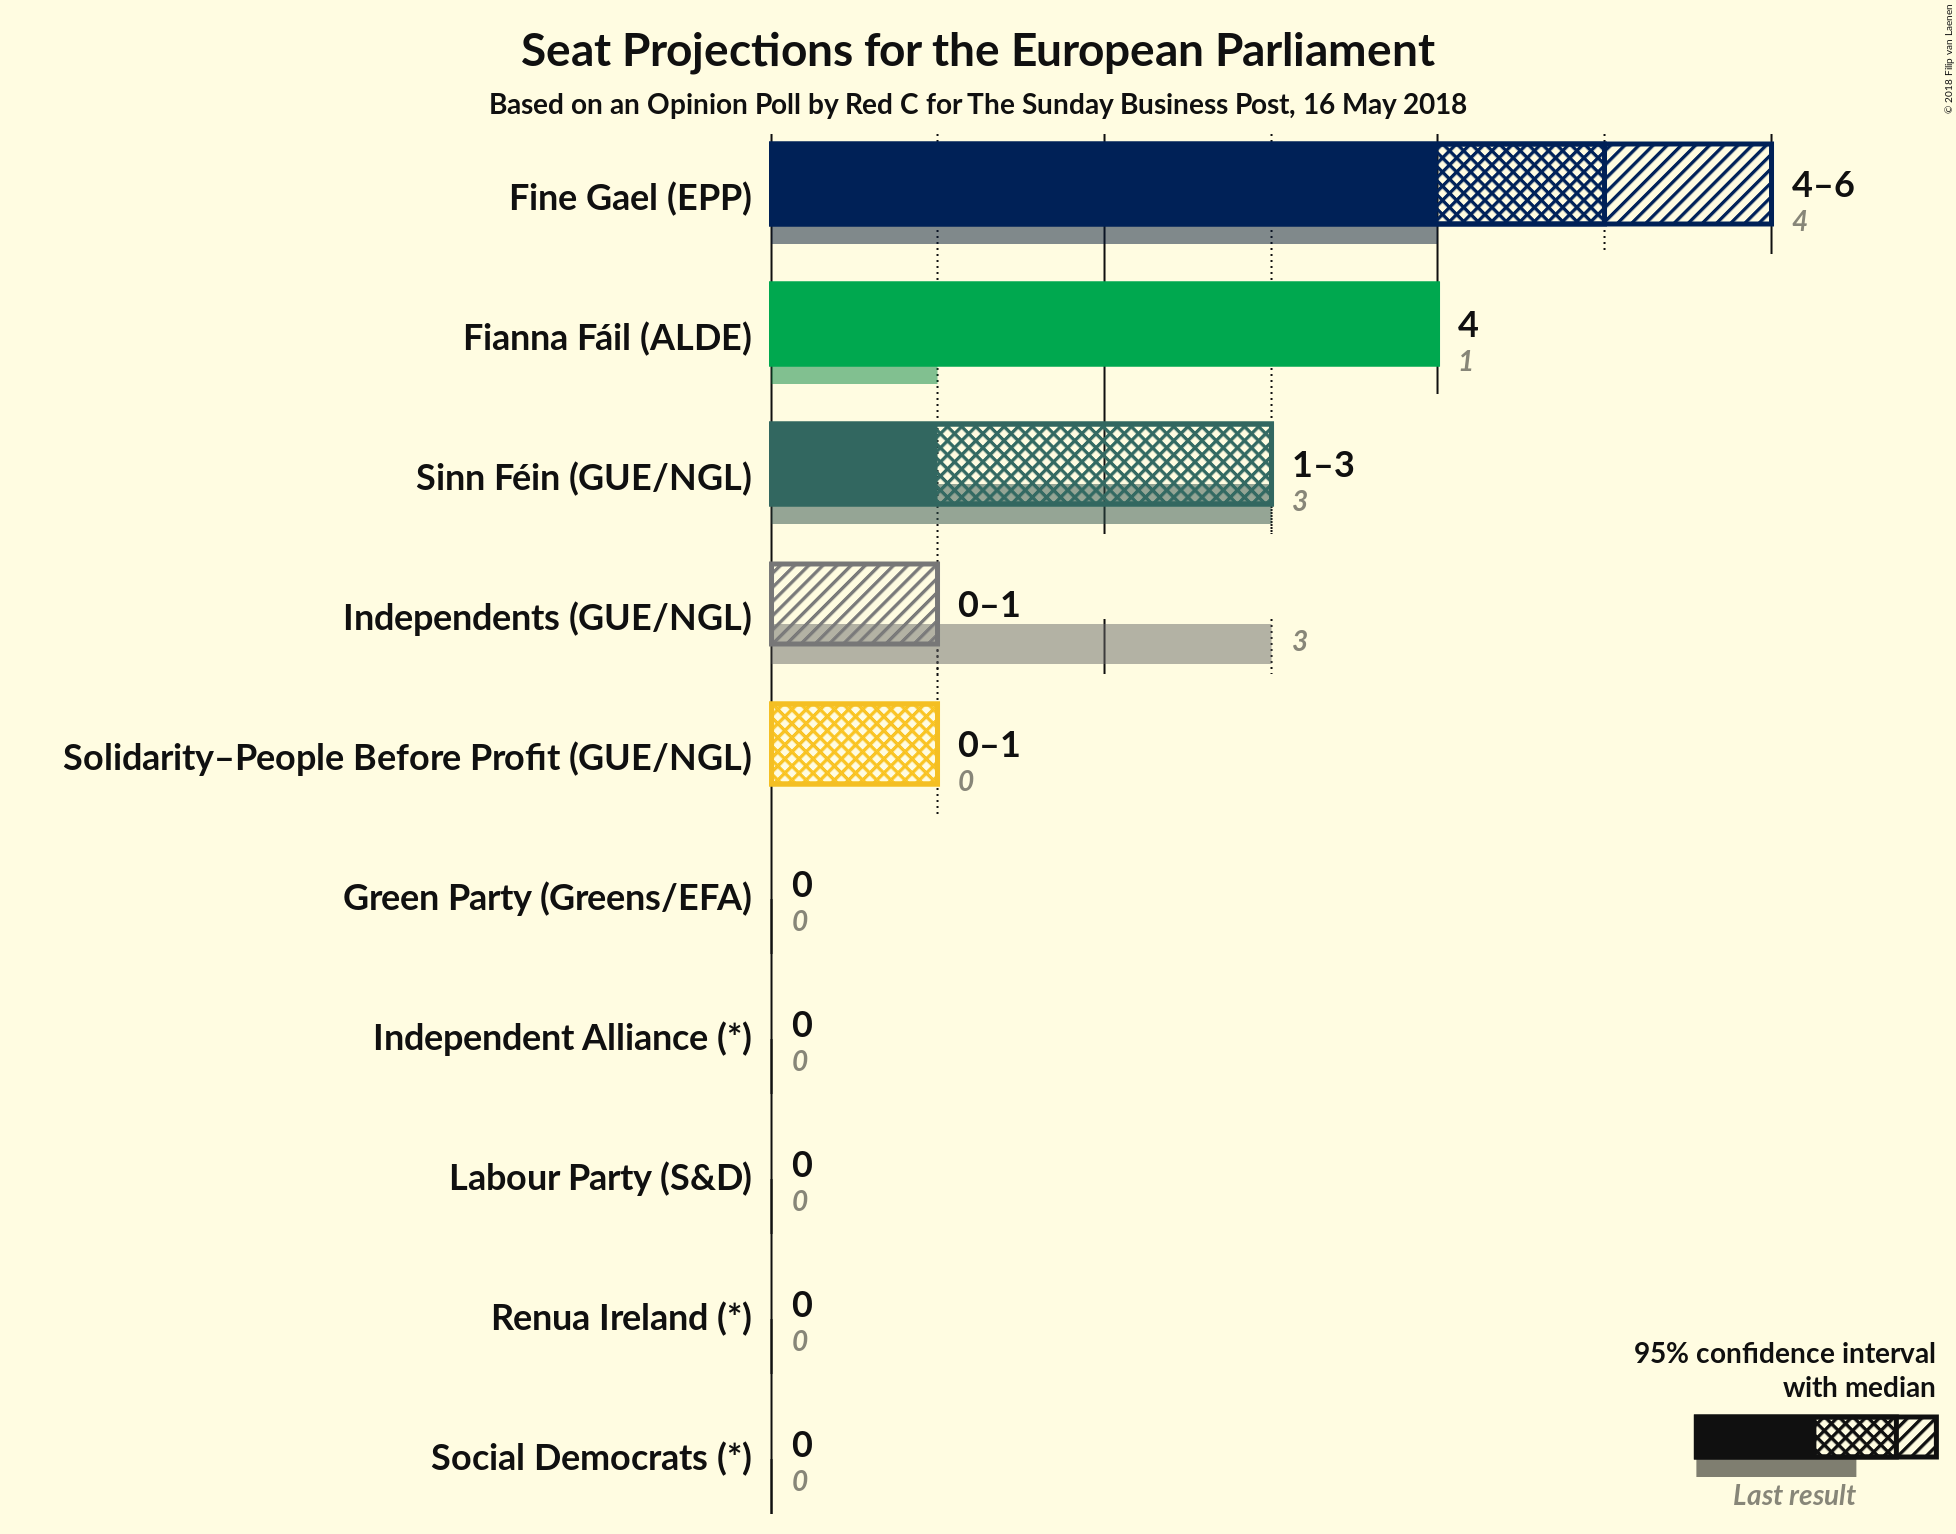 Seat Projections for the European Parliament
Based on an Opinion Poll by Red C for The Sunday Business Post, 16 May 2018
© 2018 Filip van Laenen
Fine Gael (EPP)
4–6
4
Fianna Fáil (ALDE)
4
1
Sinn Féin (GUE/NGL)
1–3
3
Independents (GUE/NGL)
0–1
3
Solidarity–People Before Profit (GUE/NGL)
0–1
0
Green Party (Greens/EFA)
0
0
Independent Alliance (*)
0
0
Labour Party (S&D)
0
0
Renua Ireland (*)
0
0
Social Democrats (*)
0
0
95% confidence interval
with median
Last result